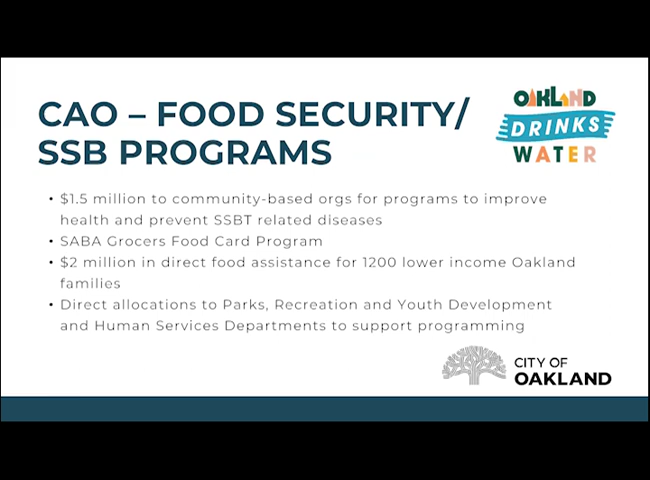 CAO – FOOD SECURITY/
SSB PROGRAMS
OAKLAND
DRINKS
WATER
• $1.5 million to community-based orgs for programs to improve
health and prevent SSBT related diseases
• SABA Grocers Food Card Program
• $2 million in direct food assistance for 1200 lower income Oakland
families
• Direct allocations to Parks, Recreation and Youth Development
and Human Services Departments to support programming
CITY OF
OAKLAND